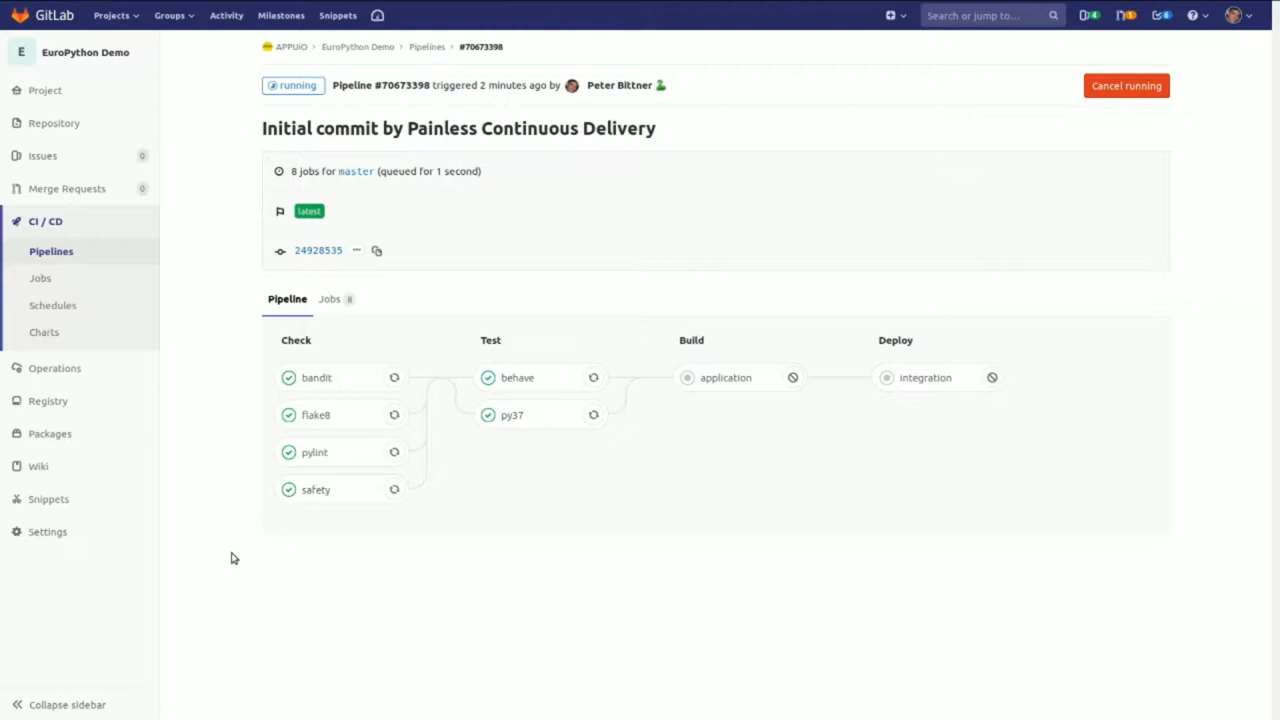 GitLab Projects Groups Activity Milestones Snippets Search or jump to... 4 1 6
E EuroPython Demo
Project
Repository
Issues 0
Merge Requests 0
CI / CD
Pipelines
Jobs
Schedules
Charts
Operations
Registry
Packages
Wiki
Snippets
Settings
Collapse sidebar
APPUiO > EuroPython Demo > Pipelines > #70673398
running Pipeline #70673398 triggered 2 minutes ago by Peter Bittner Cancel running
Initial commit by Painless Continuous Delivery
8 jobs for master (queued for 1 second)
latest
24928535
Pipeline Jobs 8
Check Test Build Deploy
bandit behave application integration
flake8 py37
pylint
safety